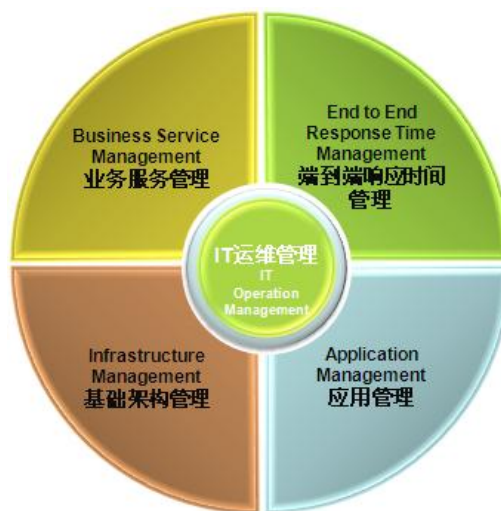 Business Service
Management
业务服务管理
End to End
Response Time
Management
端到端响应时间
管理
IT运维管理
IT
Operation
Management
Infrastructure
Management
基础架构管理
Application
Management
应用管理